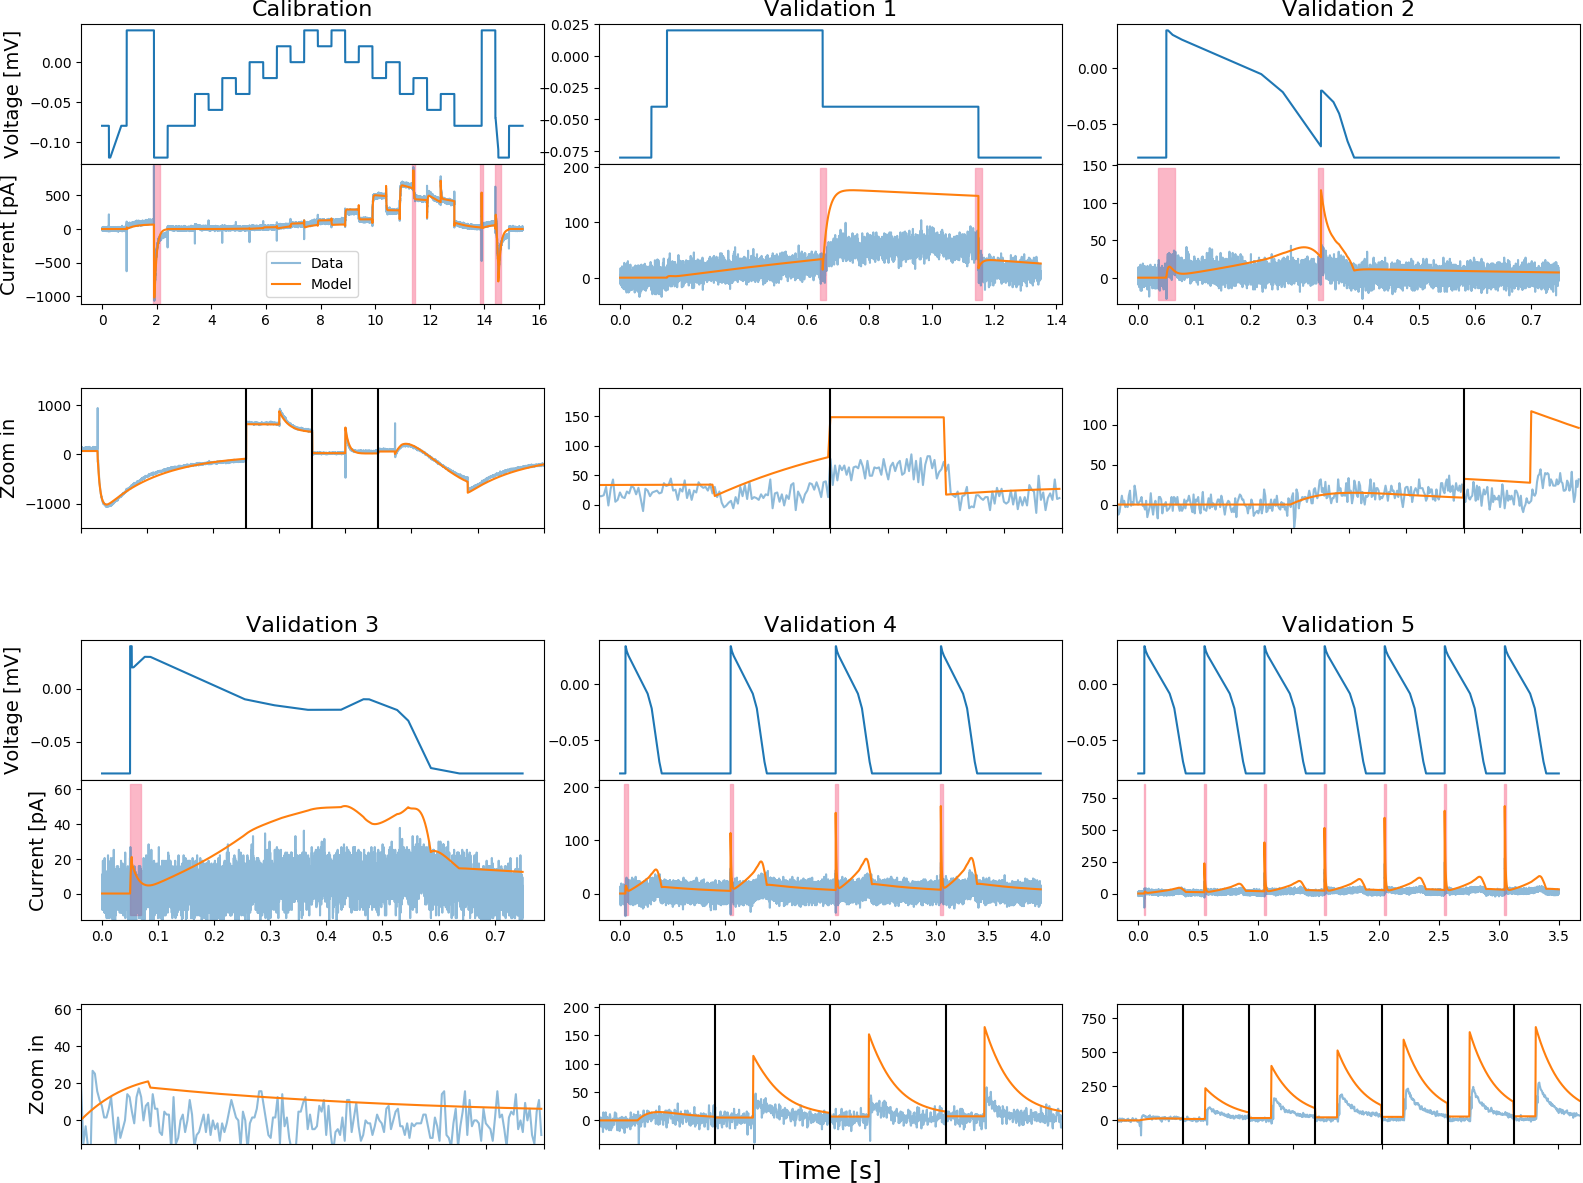 Calibration
Validation 1
Validation 2
Voltage [mV]
0.00
−0.05
−0.10
0.025
0.000
−0.025
−0.050
−0.075
0.00
−0.05
Current [pA]
500
0
−500
−1000
Data
Model
200
100
0
150
100
50
0
0 2 4 6 8 10 12 14 16
0.0 0.2 0.4 0.6 0.8 1.0 1.2 1.4
0.0 0.1 0.2 0.3 0.4 0.5 0.6 0.7
Zoom in
1000
0
−1000
150
100
50
0
100
50
0
Validation 3
Validation 4
Validation 5
Voltage [mV]
0.00
−0.05
0.00
−0.05
0.00
−0.05
Current [pA]
60
40
20
0
200
100
0
750
500
250
0
0.0 0.1 0.2 0.3 0.4 0.5 0.6 0.7
0.0 0.5 1.0 1.5 2.0 2.5 3.0 3.5 4.0
0.0 0.5 1.0 1.5 2.0 2.5 3.0 3.5
Zoom in
60
40
20
0
200
150
100
50
0
750
500
250
0
Time [s]